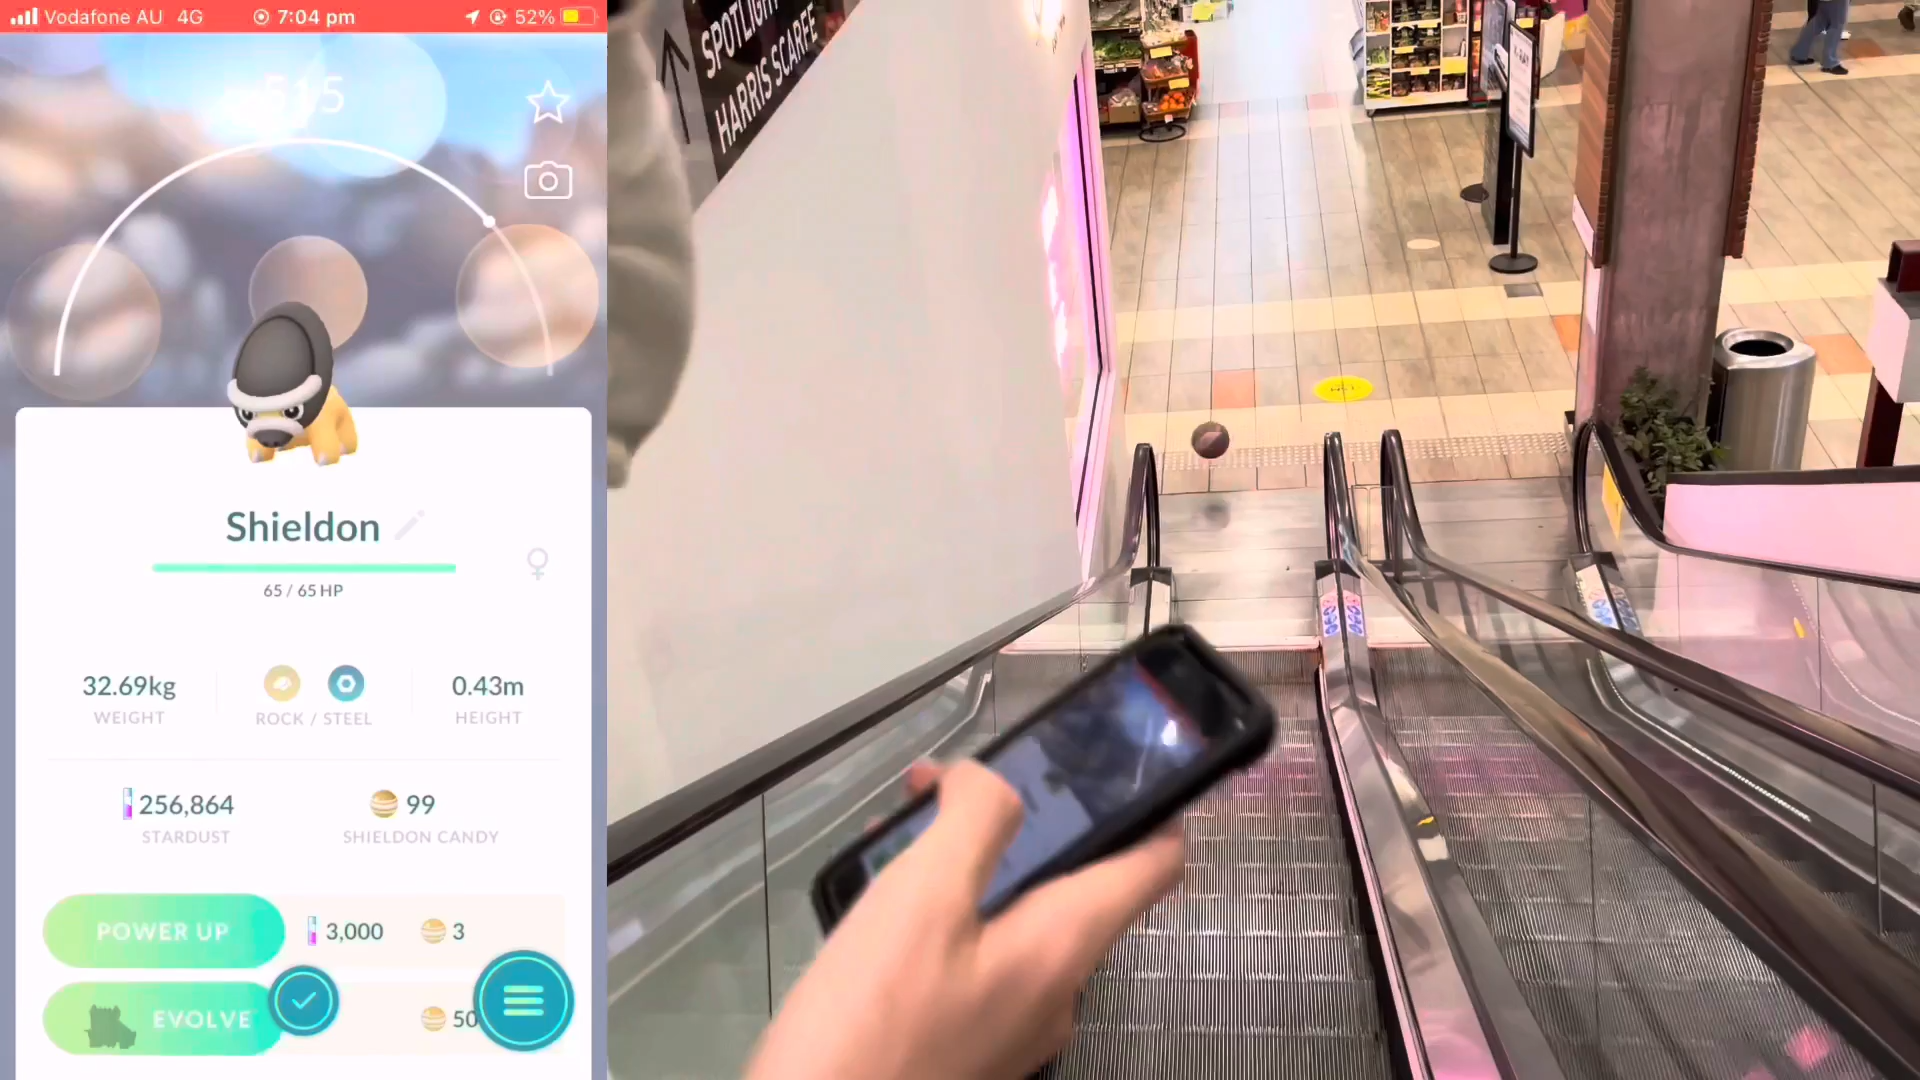 Vodafone AU 4G 7:04 pm 52%
515
Shieldon
65 / 65 HP
32.69kg
WEIGHT
ROCK / STEEL
0.43m
HEIGHT
256,864
STARDUST
99
SHIELDON CANDY
POWER UP 3,000 3
EVOLVE 50
SPOTLIGHT
HARRIS SCARFE